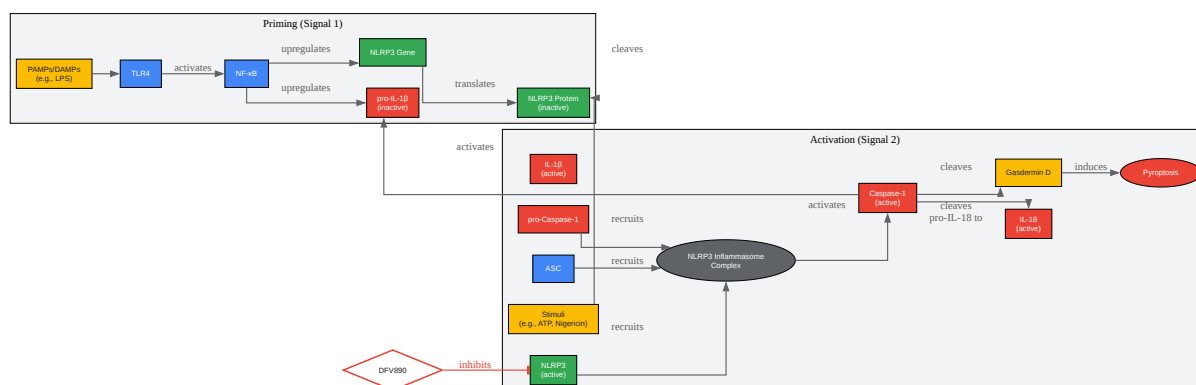 Priming (Signal 1)
PAMPs/DAMPs
(e.g., LPS)
TLR4
activates
NF-κB
upregulates
NLRP3 Gene
upregulates
pro-IL-1β
(inactive)
translates
NLRP3 Protein
(inactive)
cleaves
activates
Activation (Signal 2)
IL-1β
(active)
pro-Caspase-1
recruits
ASC
recruits
Stimuli
(e.g., ATP, Nigericin)
recruits
NLRP3 Inflammasome
Complex
activates
Caspase-1
(active)
cleaves
Gasdermin D
induces
Pyroptosis
cleaves
pro-IL-18 to
IL-18
(active)
DFV890
inhibits
NLRP3
(active)